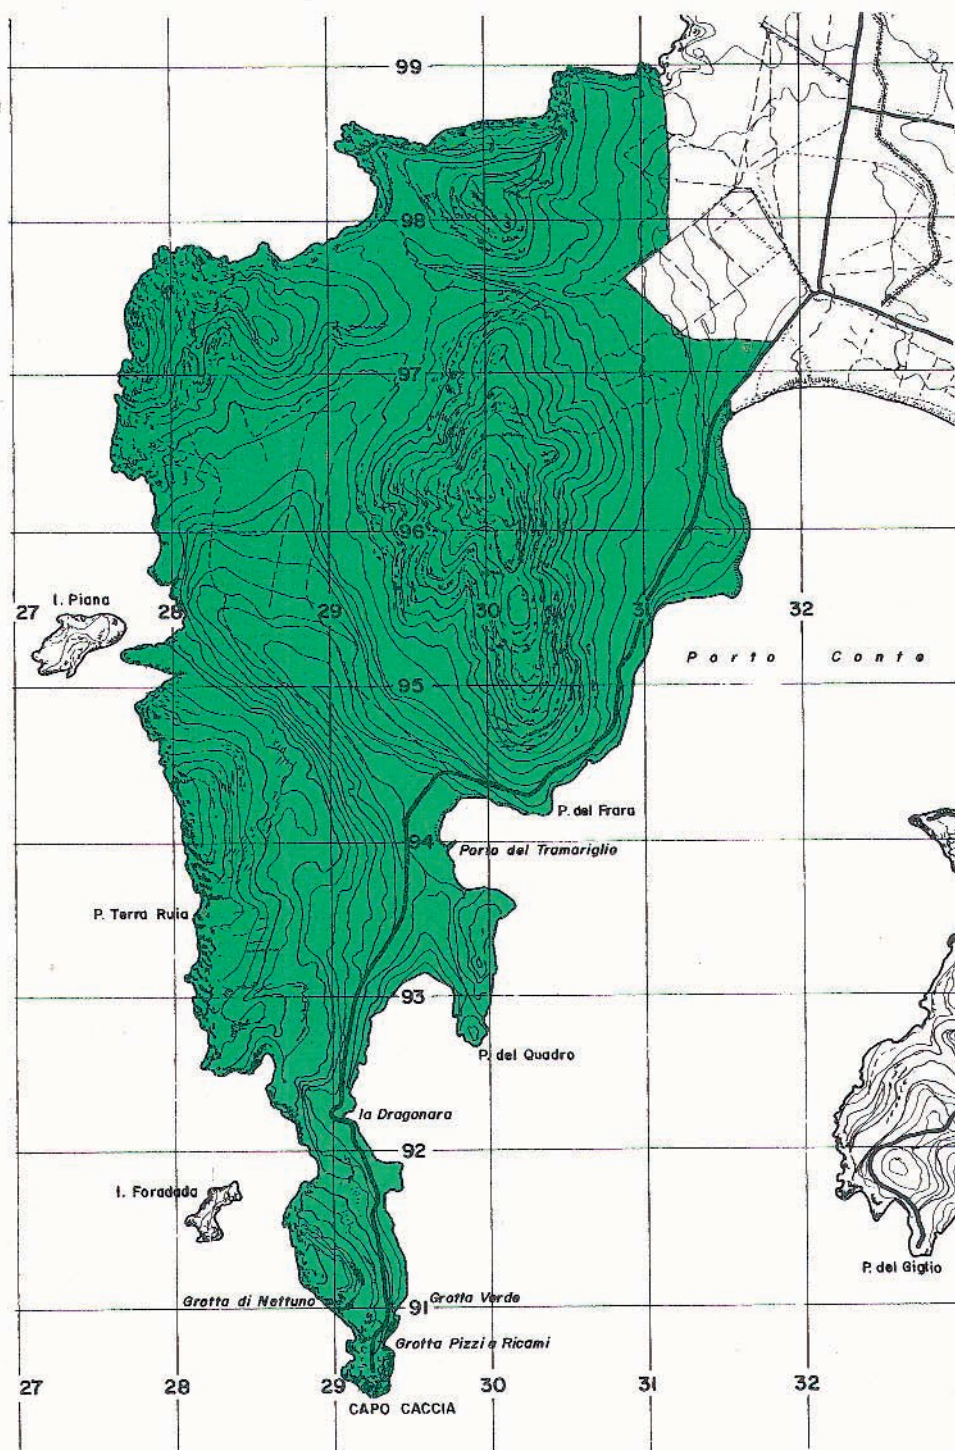 99
98
97
96
I. Piana
27 28 29 30 31 32
Porto Conte
95
P. del Frara
94
Porto del Tramariglio
P. Terra Ruia
93
P. del Quadro
la Dragonara
92
I. Foradada
P. del Giglio
Grotta di Nettuno
91
Grotta Verde
Grotta Pizzi e Ricami
27 28 29 30 31 32
CAPO CACCIA